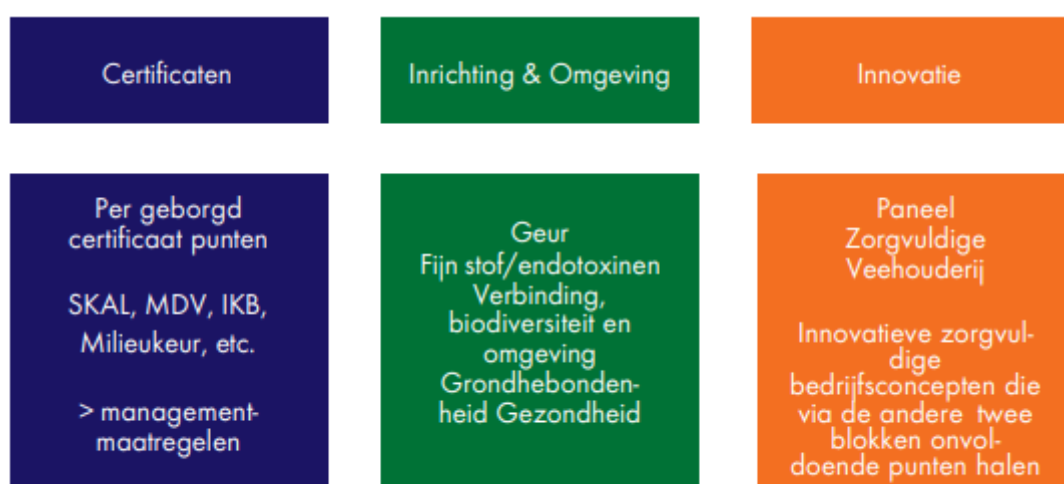 Certificaten
Inrichting & Omgeving
Innovatie
Per geborgd
certificaat punten
SKAL, MDV, IKB,
Milieukeur, etc.
> management-
maatregelen
Geur
Fijn stof/endotoxinen
Verbinding,
biodiversiteit en
omgeving
Grondhebonden-
heid Gezondheid
Paneel
Zorgvuldige
Veehouderij
Innovatieve zorgvul-
dige
bedrijfsconcepten die
via de andere twee
blokken onvol-
doende punten halen